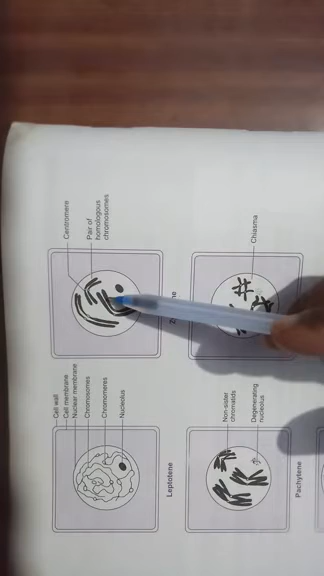 Cell wall
Cell membrane
Nuclear membrane
Chromosomes
Chromomeres
Nucleolus
Leptotene
Centromere
Pair of
homologous
chromosomes
ne
Non-sister
chromatids
Degenerating
nucleolus
Pachytene
Chiasma